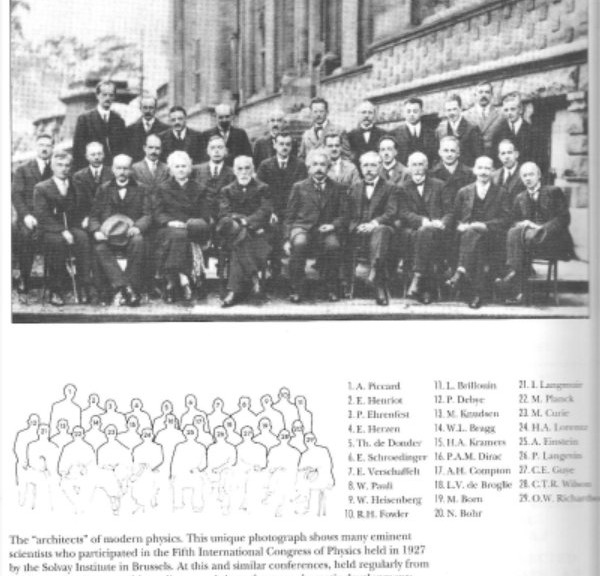 1. A. Piccard
2. E. Henriot
3. P. Ehrenfest
4. E. Herzen
5. Th. de Donder
6. E. Schroedinger
7. E. Verschaffelt
8. W. Pauli
9. W. Heisenberg
10. R.H. Fowler
11. L. Brillouin
12. P. Debye
13. M. Knudsen
14. W.L. Bragg
15. H.A. Kramers
16. P.A.M. Dirac
17. A.H. Compton
18. L.V. de Broglie
19. M. Born
20. N. Bohr
21. I. Langmuir
22. M. Planck
23. M. Curie
24. H.A. Lorentz
25. A. Einstein
26. P. Langevin
27. C.E. Guye
28. C.T.R. Wilson
29. O.W. Richardso
The "architects" of modern physics. This unique photograph shows many eminent
scientists who participated in the Fifth International Congress of Physics held in 1927
by the Solvay Institute in Brussels. At this and similar conferences, held regularly from